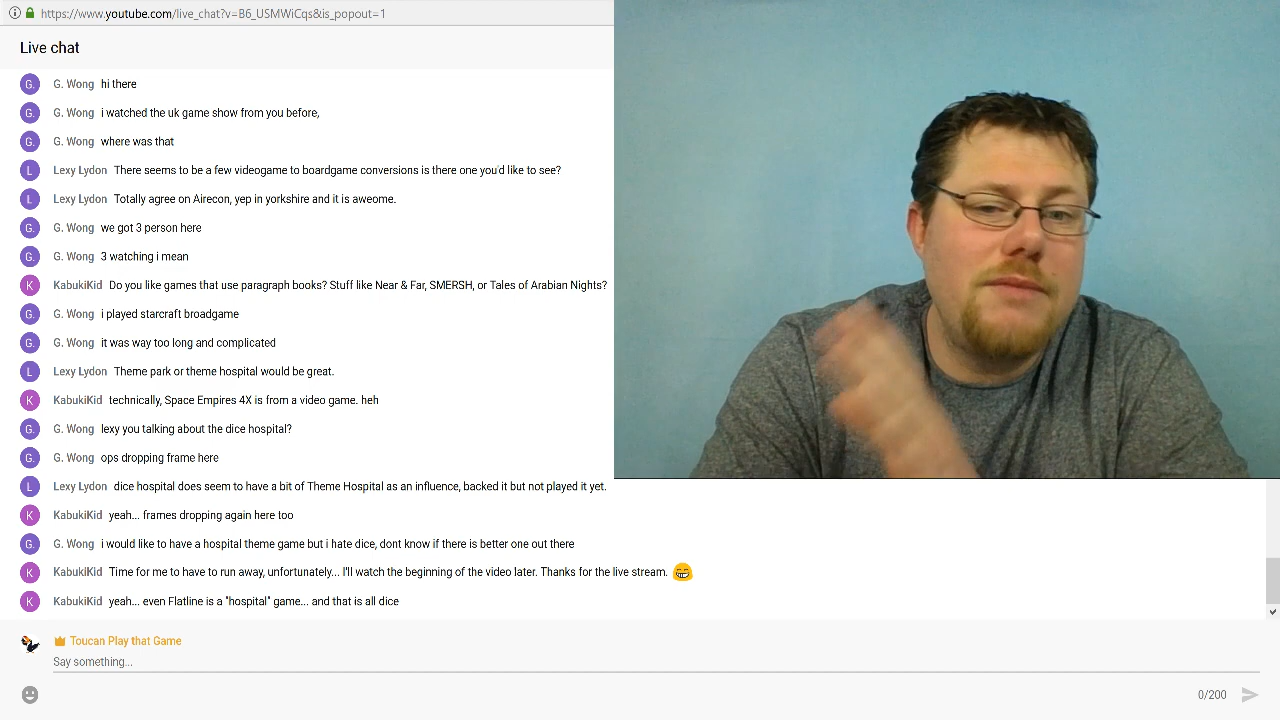 https://www.youtube.com/live_chat?v=B6_USMWiCqs&is_popout=1
Live chat
G. G. Wong hi there
G. G. Wong i watched the uk game show from you before,
G. G. Wong where was that
L Lexy Lydon There seems to be a few videogame to boardgame conversions is there one you'd like to see?
L Lexy Lydon Totally agree on Airecon, yep in yorkshire and it is aweome.
G. G. Wong we got 3 person here
G. G. Wong 3 watching i mean
K KabukiKid Do you like games that use paragraph books? Stuff like Near & Far, SMERSH, or Tales of Arabian Nights?
G. G. Wong i played starcraft broadgame
G. G. Wong it was way too long and complicated
L Lexy Lydon Theme park or theme hospital would be great.
K KabukiKid technically, Space Empires 4X is from a video game. heh
G. G. Wong lexy you talking about the dice hospital?
G. G. Wong ops dropping frame here
L Lexy Lydon dice hospital does seem to have a bit of Theme Hospital as an influence, backed it but not played it yet.
K KabukiKid yeah... frames dropping again here too
G. G. Wong i would like to have a hospital theme game but i hate dice, dont know if there is better one out there
K KabukiKid Time for me to have to run away, unfortunately... I'll watch the beginning of the video later. Thanks for the live stream.
K KabukiKid yeah... even Flatline is a "hospital" game... and that is all dice
Toucan Play that Game
Say something...
0/200